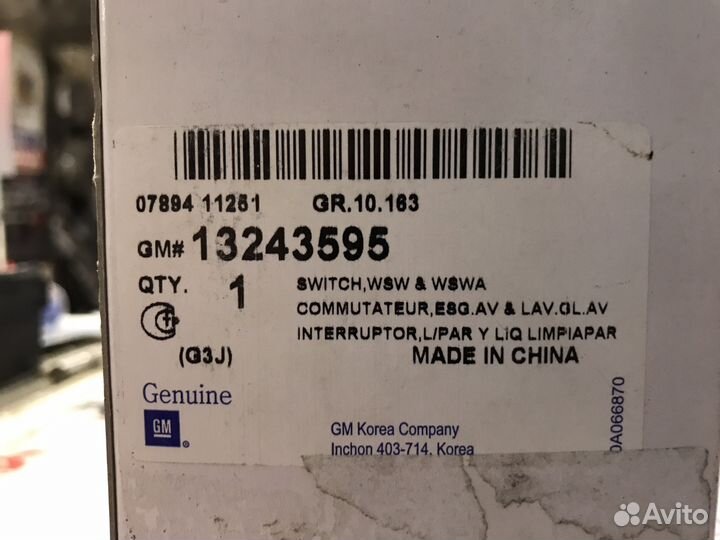 07894 11251 GR.10.163
GM# 13243595
QTY. 1 SWITCH,WSW & WSWA
COMMUTATEUR,ESG.AV & LAV.GL.AV
INTERRUPTOR,L/PAR Y LIQ LIMPIAPAR
(G3J) MADE IN CHINA
Genuine
GM
GM Korea Company
Inchon 403-714, Korea
0A066870
Avito